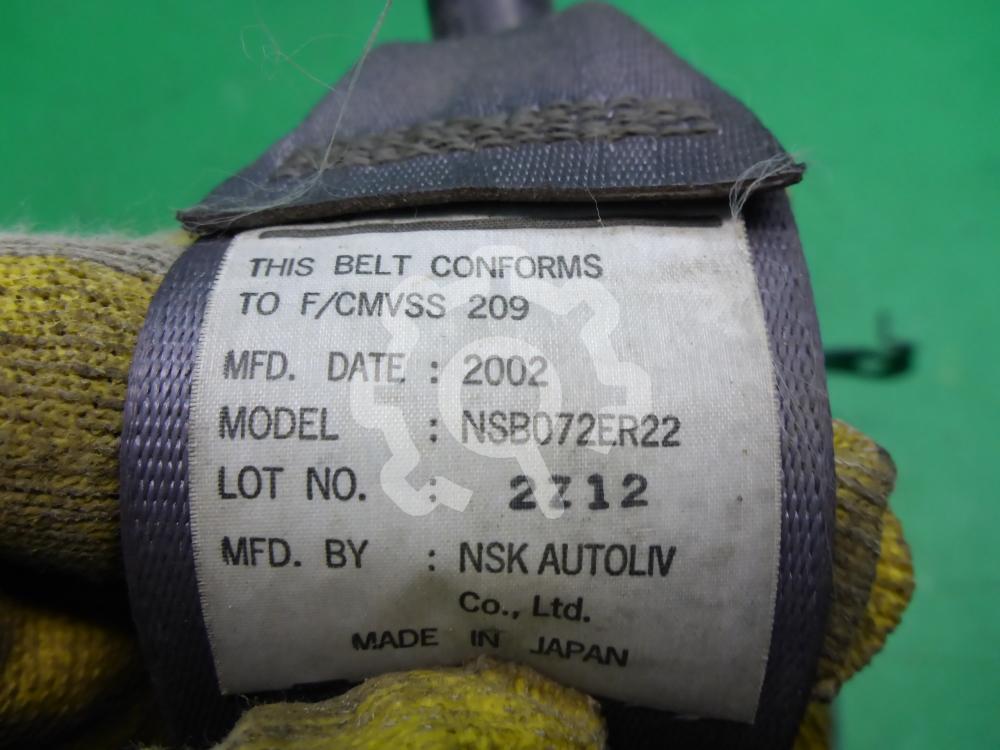 THIS BELT CONFORMS
TO F/CMVSS 209
MFD. DATE : 2002
MODEL : NSB072ER22
LOT NO. : 2Z12
MFD. BY : NSK AUTOLIV
Co., Ltd.
MADE IN JAPAN